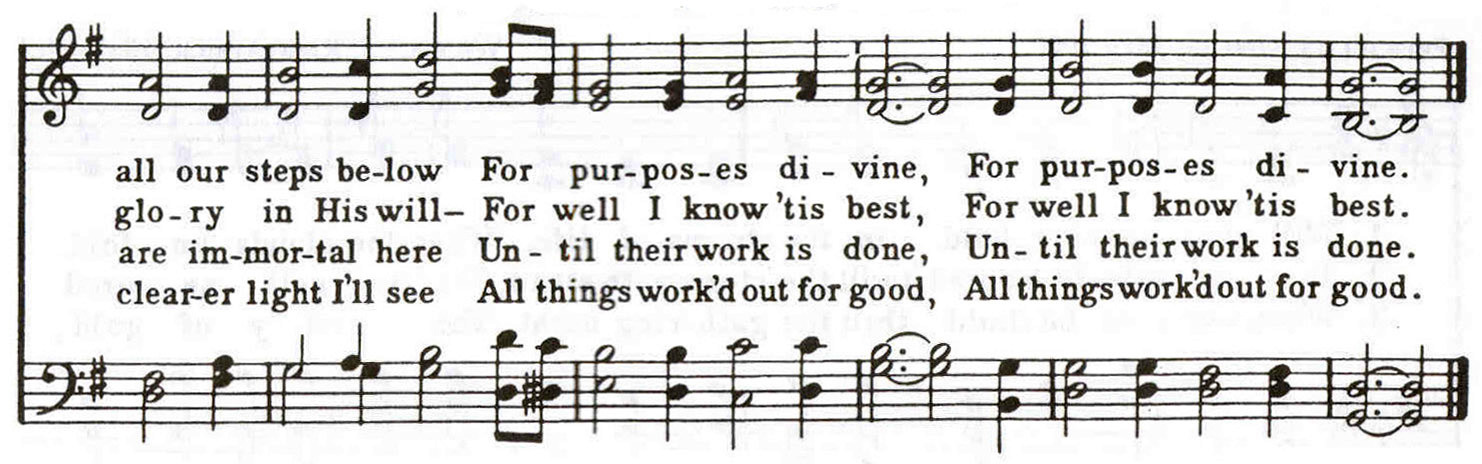 all our steps be-low For pur-pos-es di-vine, For pur-pos-es di-vine.
glo-ry in His will– For well I know 'tis best, For well I know 'tis best.
are im-mor-tal here Un-til their work is done, Un-til their work is done.
clear-er light I'll see All things work'd out for good, All things work'd out for good.